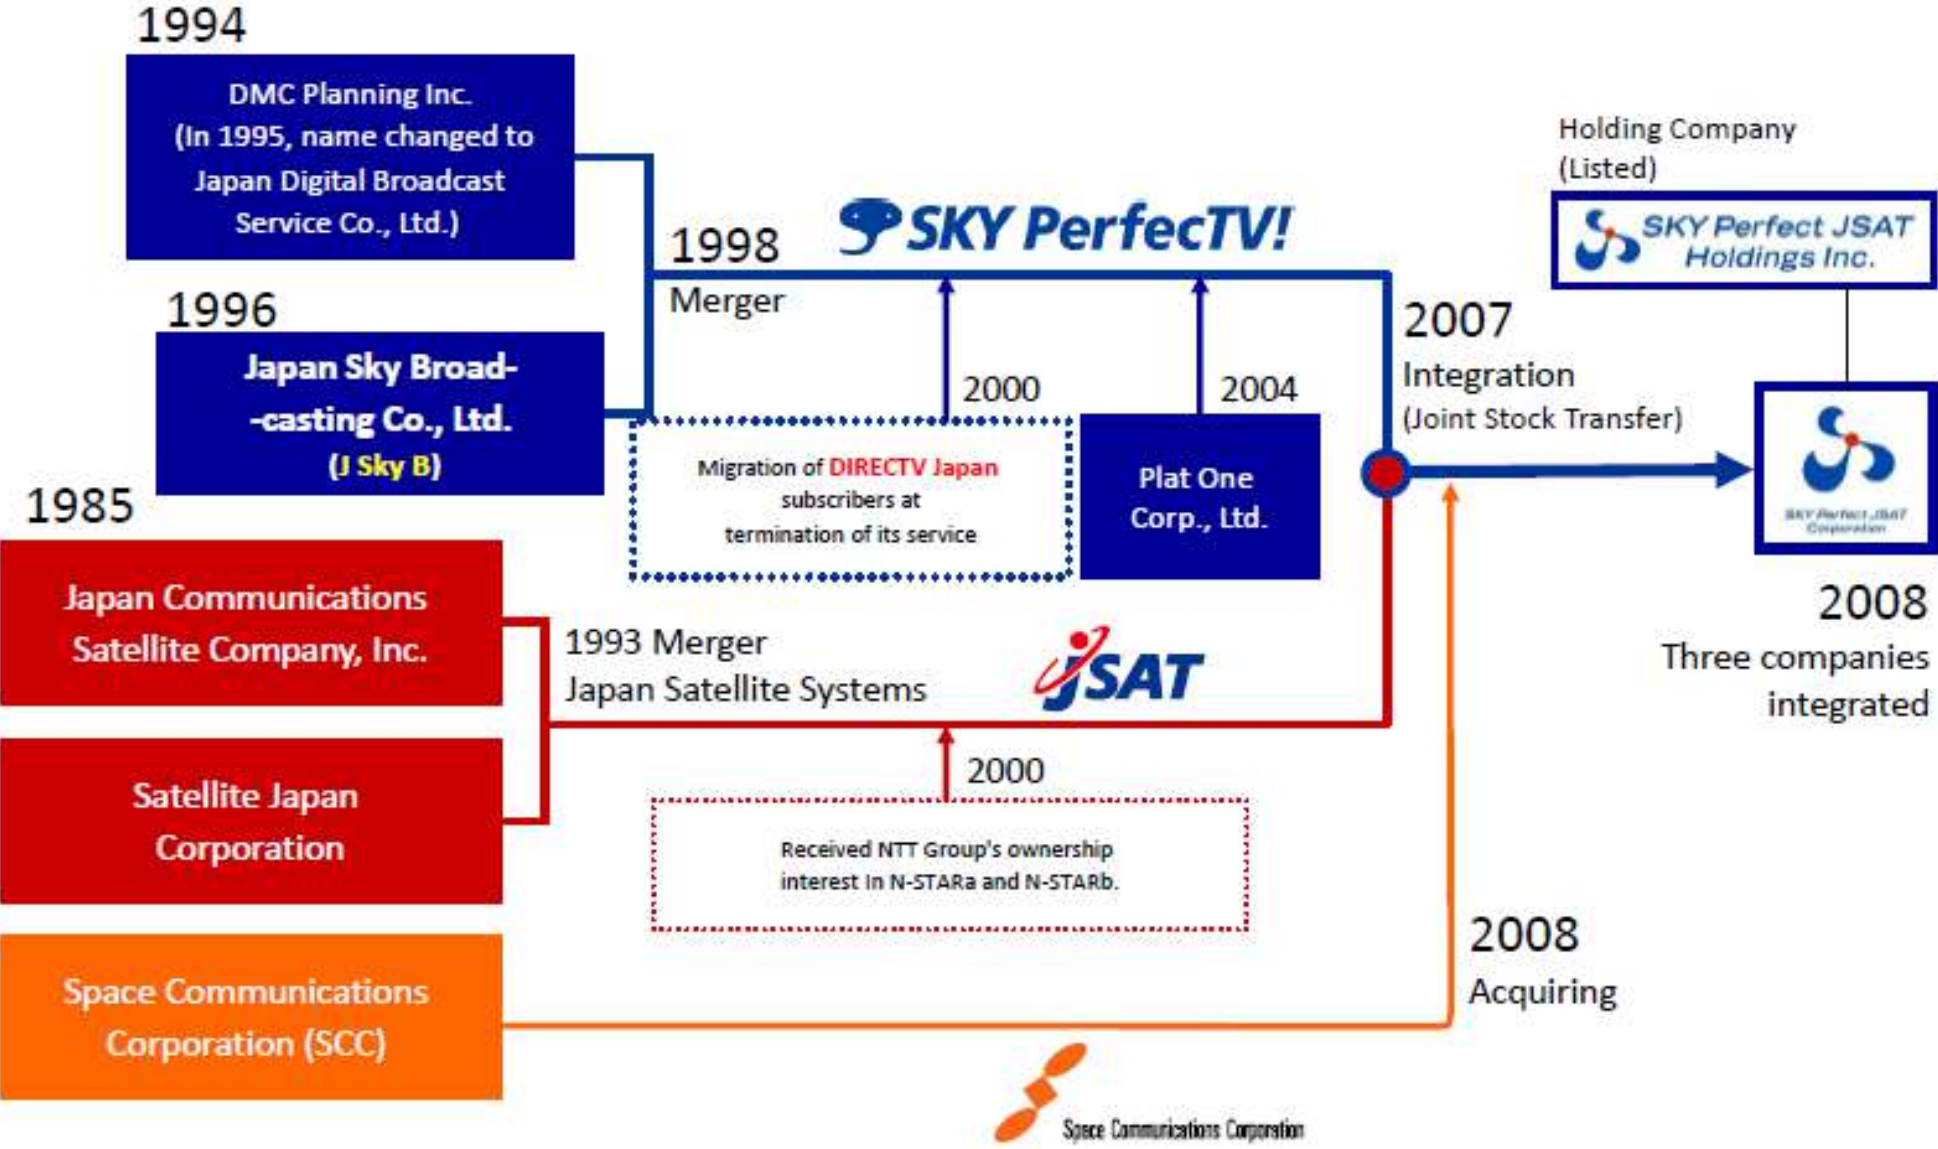 1994
DMC Planning Inc.
(In 1995, name changed to
Japan Digital Broadcast
Service Co., Ltd.)
1996
Japan Sky Broad-
-casting Co., Ltd.
(J Sky B)
1998
Merger
SKY PerfecTV!
2000
Migration of DIRECTV Japan
subscribers at
termination of its service
2004
Plat One
Corp., Ltd.
2007
Integration
(Joint Stock Transfer)
Holding Company
(Listed)
SKY Perfect JSAT
Holdings Inc.
SKY Perfect JSAT
Corporation
2008
Three companies
integrated
1985
Japan Communications
Satellite Company, Inc.
Satellite Japan
Corporation
1993 Merger
Japan Satellite Systems
JSAT
2000
Received NTT Group's ownership
interest In N-STARa and N-STARb.
Space Communications
Corporation (SCC)
2008
Acquiring
Space Communications Corporation